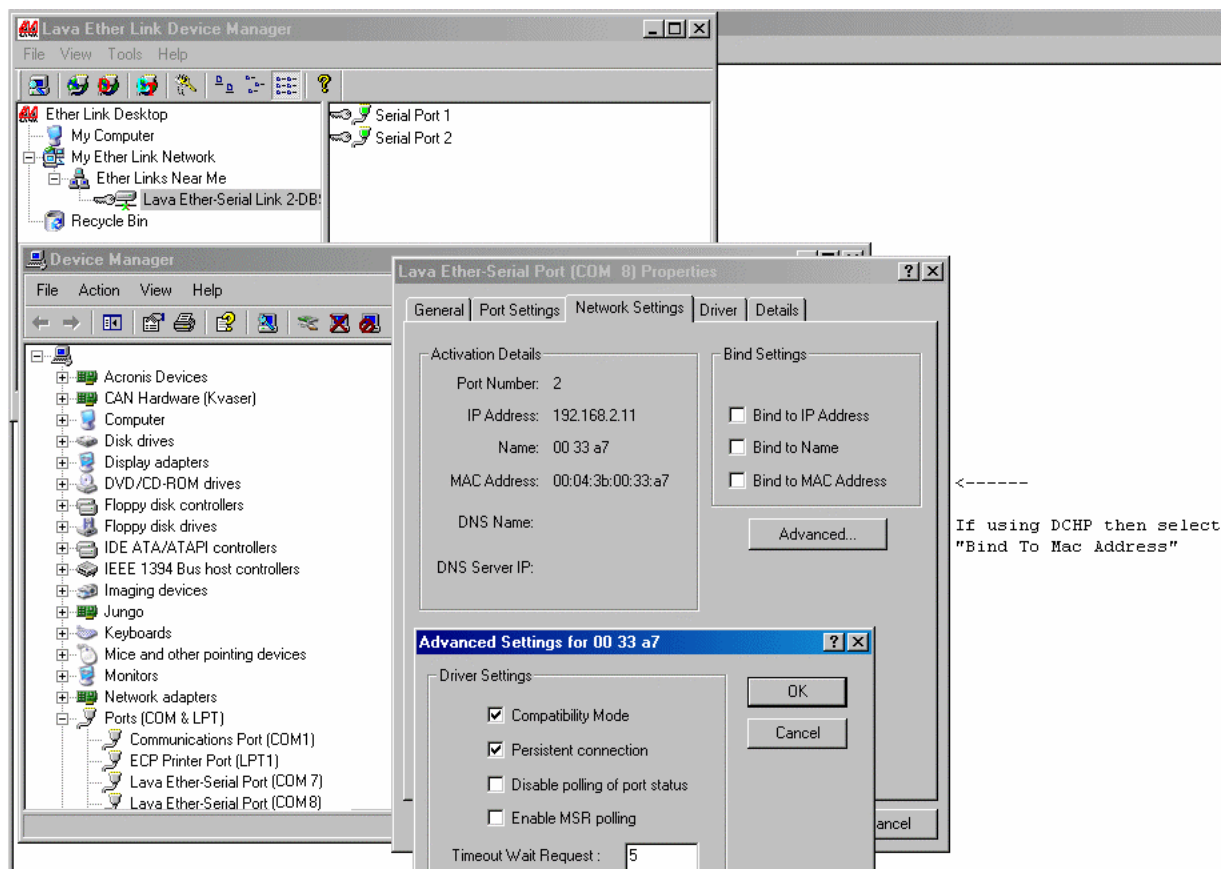 Lava Ether Link Device Manager
File View Tools Help
Ether Link Desktop
My Computer
My Ether Link Network
Ether Links Near Me
Lava Ether-Serial Link 2-DB
Recycle Bin
Serial Port 1
Serial Port 2
Device Manager
File Action View Help
Acronis Devices
CAN Hardware (Kvaser)
Computer
Disk drives
Display adapters
DVD/CD-ROM drives
Floppy disk controllers
Floppy disk drives
IDE ATA/ATAPI controllers
IEEE 1394 Bus host controllers
Imaging devices
Jungo
Keyboards
Mice and other pointing devices
Monitors
Network adapters
Ports (COM & LPT)
Communications Port (COM1)
ECP Printer Port (LPT1)
Lava Ether-Serial Port (COM 7)
Lava Ether-Serial Port (COM 8)
Lava Ether-Serial Port (COM 8) Properties
General Port Settings Network Settings Driver Details
Activation Details
Port Number: 2
IP Address: 192.168.2.11
Name: 00 33 a7
MAC Address: 00:04:3b:00:33:a7
DNS Name:
DNS Server IP:
Bind Settings
Bind to IP Address
Bind to Name
Bind to MAC Address
Advanced...
ancel
Advanced Settings for 00 33 a7
Driver Settings
Compatibility Mode
Persistent connection
Disable polling of port status
Enable MSR polling
Timeout Wait Request : 5
OK
Cancel
<------
If using DCHP then select
"Bind To Mac Address"